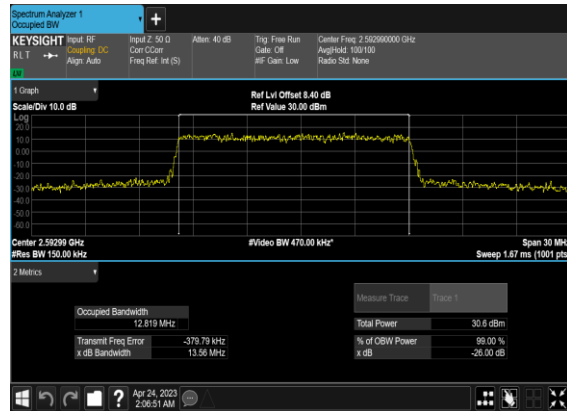 Spectrum Analyzer 1
Occupied BW
KEYSIGHT Input: RF Input Z: 50 Ω Atten: 40 dB Trig: Free Run Center Freq: 2.592990000 GHz
Coupling: DC Corr CCorr Gate: Off Avg|Hold: 100/100
RLT Align: Auto Freq Ref: Int (S) #IF Gain: Low Radio Std: None
1 Graph
Ref Lvl Offset 8.40 dB
Scale/Div 10.0 dB Ref Value 30.00 dBm
Log
20.0
10.0
0.00
-10.0
-20.0
-30.0
-40.0
-50.0
-60.0
Center 2.59299 GHz #Video BW 470.00 kHz* Span 30 MHz
#Res BW 150.00 kHz Sweep 1.67 ms (1001 pts
2 Metrics
Measure Trace Trace 1
Occupied Bandwidth
12.819 MHz Total Power 30.6 dBm
Transmit Freq Error -379.79 kHz % of OBW Power 99.00 %
x dB Bandwidth 13.56 MHz x dB -26.00 dB
? Apr 24, 2023
2:06:51 AM